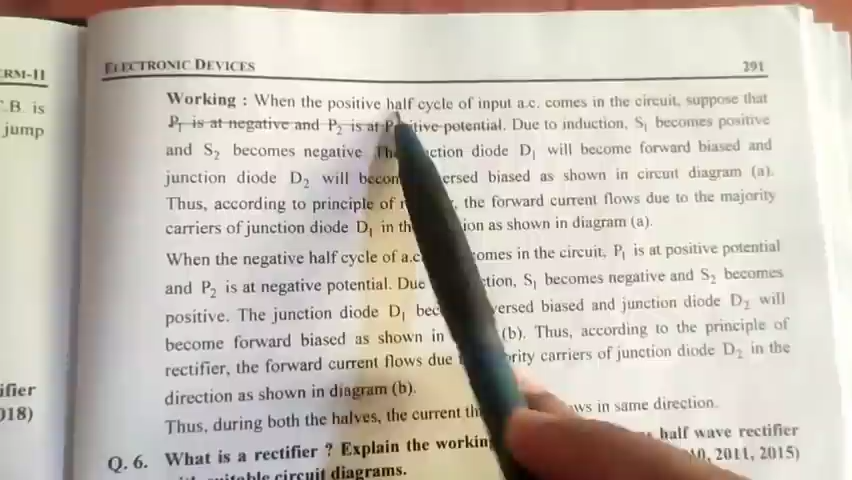 ERM-II
C.B. is
jump
ifier
018)
ELECTRONIC DEVICES 391
Working : When the positive half cycle of input a.c. comes in the circuit, suppose that
P1 is at negative and P2 is at Positive potential. Due to induction, S1 becomes positive
and S2 becomes negative The ction diode D1 will become forward biased and
junction diode D2 will becom ersed biased as shown in circuit diagram (a).
Thus, according to principle of r , the forward current flows due to the majority
carriers of junction diode D1 in th ion as shown in diagram (a).
When the negative half cycle of a.c. omes in the circuit, P1 is at positive potential
and P2 is at negative potential. Due ction, S1 becomes negative and S2 becomes
positive. The junction diode D1 bec versed biased and junction diode D2 will
become forward biased as shown in (b). Thus, according to the principle of
rectifier, the forward current flows due ority carriers of junction diode D2 in the
direction as shown in diagram (b).
Thus, during both the halves, the current th ws in same direction.
Q. 6. What is a rectifier ? Explain the workin half wave rectifier
suitable circuit diagrams. 0, 2011, 2015)